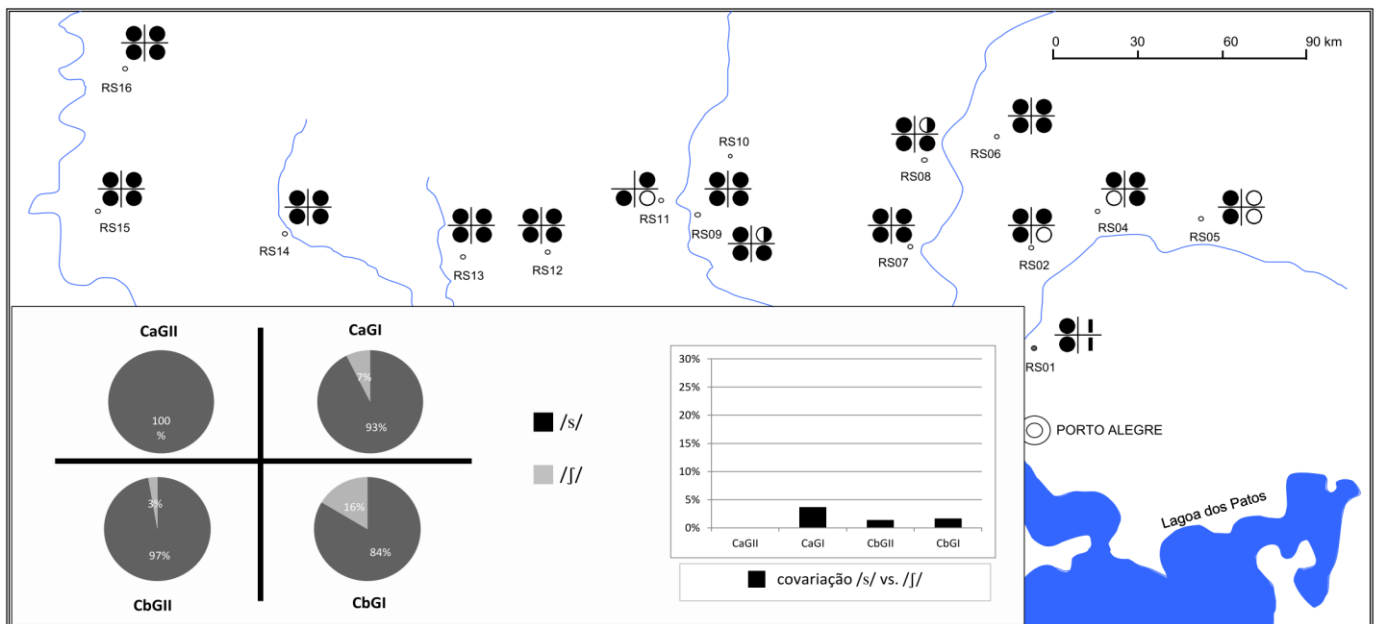 0 30 60 90 km
RS16
RS06
RS10
RS08
RS04
RS11
RS05
RS15
RS09
RS14
RS07
RS02
RS13
RS12
RS01
PORTO ALEGRE
Lagoa dos Patos
CaGII
CaGI
100
%
7%
93%
3%
97%
16%
84%
CbGII
CbGI
/s/
/ʃ/
30%
25%
20%
15%
10%
5%
0%
CaGII CaGI CbGII CbGI
covariação /s/ vs. /ʃ/